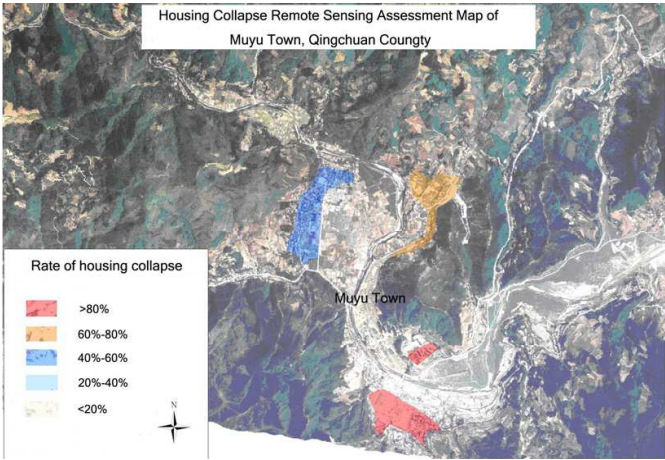 Housing Collapse Remote Sensing Assessment Map of
Muyu Town, Qingchuan Coungty
Muyu Town
Rate of housing collapse
>80%
60%-80%
40%-60%
20%-40%
<20%
N